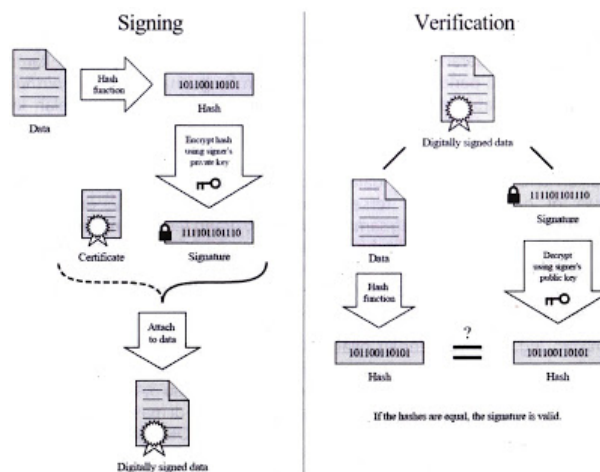 Signing
Data
Hash
function
101100110101
Hash
Encrypt hash
using signer's
private key
Certificate
111101101110
Signature
Attach
to data
Digitally signed data
Verification
Digitally signed data
Data
111101101110
Signature
Hash
function
Decrypt
using signer's
public key
101100110101
Hash
?
=
101100110101
Hash
If the hashes are equal, the signature is valid.